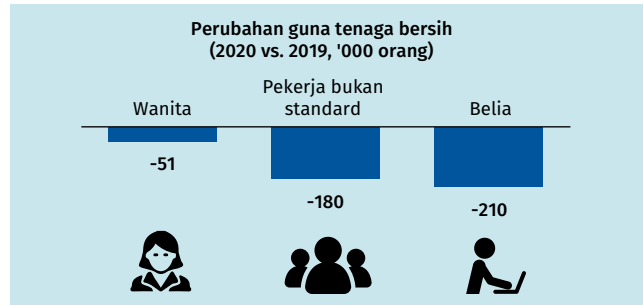 Perubahan guna tenaga bersih
(2020 vs. 2019, '000 orang)
Wanita
Pekerja bukan
standard
Belia
-51
-180
-210